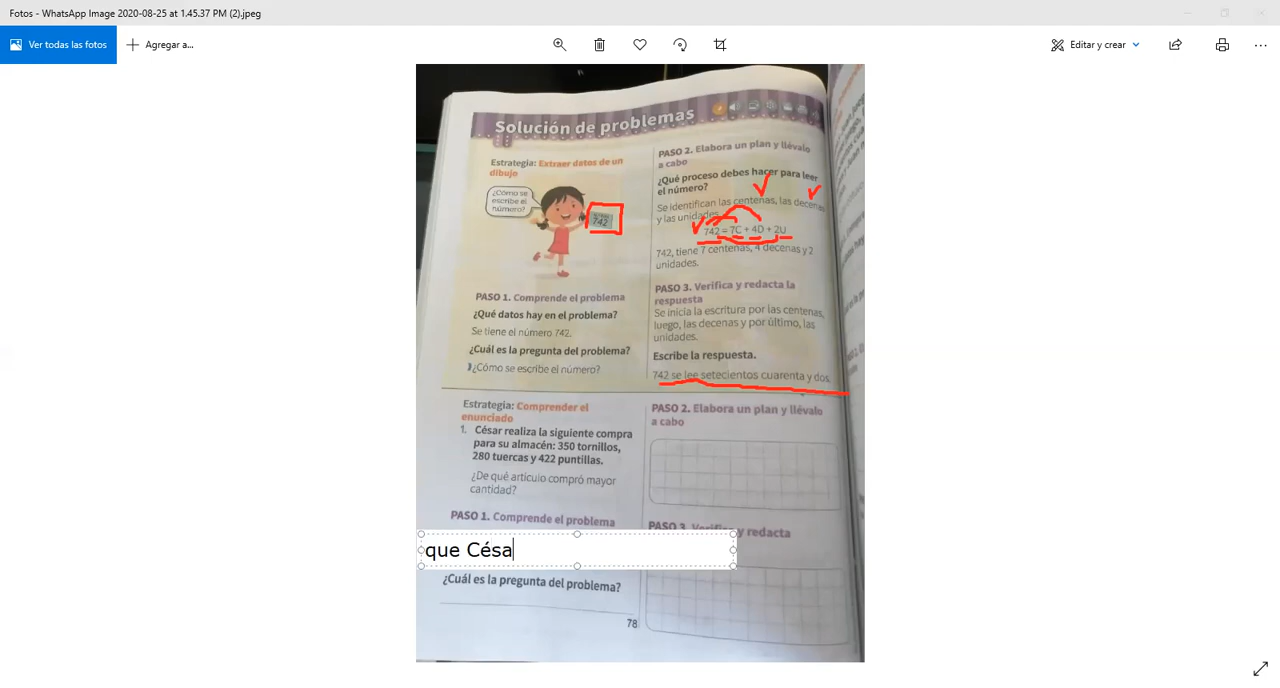 Fotos - WhatsApp Image 2020-08-25 at 1.45.37 PM (2).jpeg
Ver todas las fotos
Agregar a...
Editar y crear
Solución de problemas
Estrategia: Extraer datos de un
dibujo
¿Cómo se
escribe el
número?
742
PASO 1. Comprende el problema
¿Qué datos hay en el problema?
Se tiene el número 742.
¿Cuál es la pregunta del problema?
¿Cómo se escribe el número?
PASO 2. Elabora un plan y llévalo
a cabo
¿Qué proceso debes hacer para leer
el número?
Se identifican las centenas, las decenas
y las unidades.
742 = 7C + 4D + 2U
742, tiene 7 centenas, 4 decenas y 2
unidades.
PASO 3. Verifica y redacta la
respuesta
Se inicia la escritura por las centenas,
luego, las decenas y por último, las
unidades.
Escribe la respuesta.
742 se lee setecientos cuarenta y dos.
Estrategia: Comprender el
enunciado
1. César realiza la siguiente compra
para su almacén: 350 tornillos,
280 tuercas y 422 puntillas.
¿De qué artículo compró mayor
cantidad?
PASO 1. Comprende el problema
que Césa
¿Cuál es la pregunta del problema?
78
PASO 2. Elabora un plan y llévalo
a cabo
PASO 3. Verifica y redacta